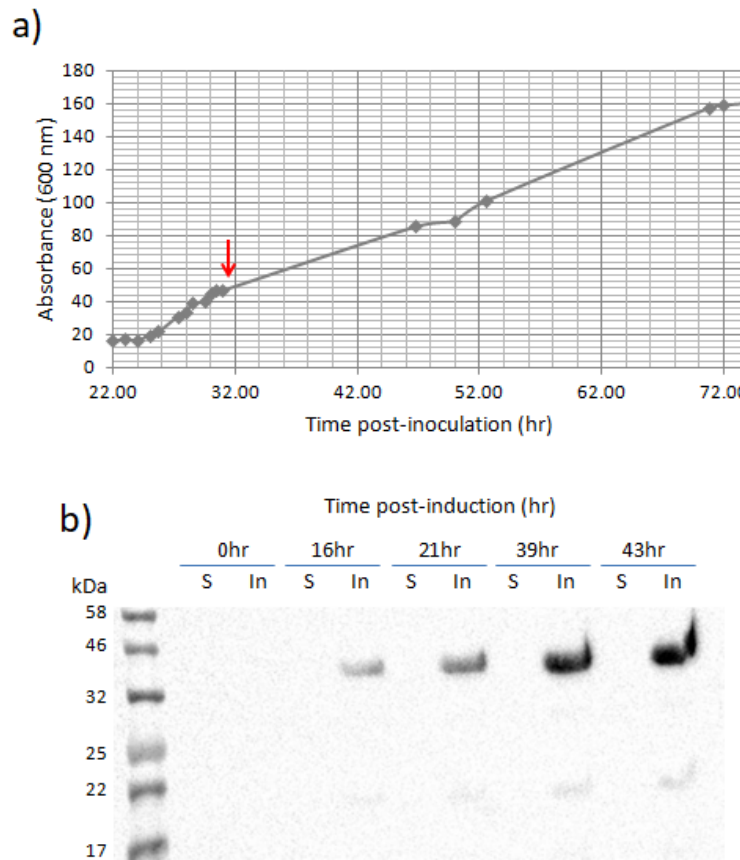 a)
180
160
140
120
100
80
60
40
20
0
Absorbance (600 nm)
22.00 32.00 42.00 52.00 62.00 72.00
Time post-inoculation (hr)
b)
Time post-induction (hr)
0hr 16hr 21hr 39hr 43hr
kDa S In S In S In S In S In
58
46
32
25
22
17